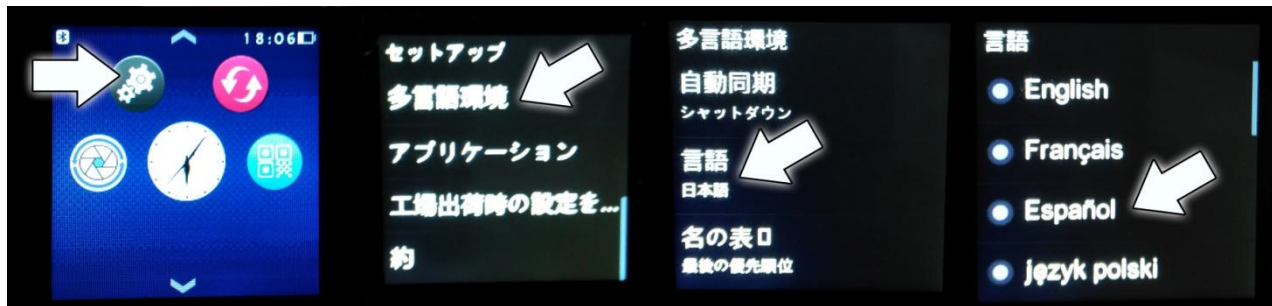 18:06
セットアップ
多言語環境
アプリケーション
工場出荷時の設定を...
約
多言語環境
自動同期
シャットダウン
言語
日本語
名の表口
最後の優先順位
言語
English
Français
Español
język polski